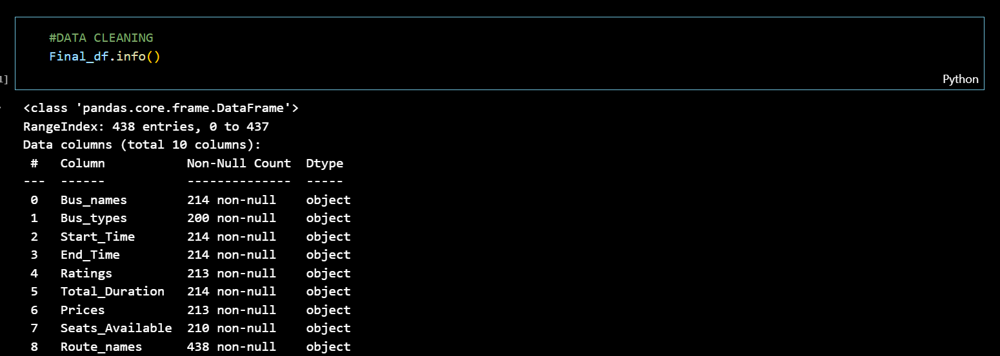 #DATA CLEANING
Final_df.info()
1]
Python
<class 'pandas.core.frame.DataFrame'>
RangeIndex: 438 entries, 0 to 437
Data columns (total 10 columns):
 #   Column           Non-Null Count  Dtype
---  ------           --------------  -----
 0   Bus_names        214 non-null    object
 1   Bus_types        200 non-null    object
 2   Start_Time       214 non-null    object
 3   End_Time         214 non-null    object
 4   Ratings          213 non-null    object
 5   Total_Duration   214 non-null    object
 6   Prices           213 non-null    object
 7   Seats_Available  210 non-null    object
 8   Route_names      438 non-null    object